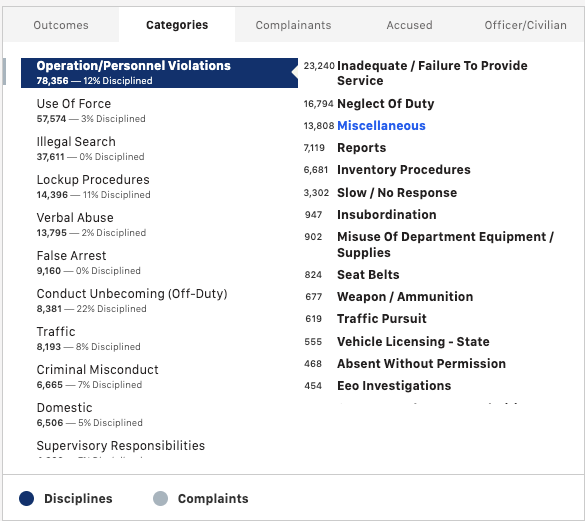 Outcomes
Categories
Complainants
Accused
Officer/Civilian
Operation/Personnel Violations
78,356 — 12% Disciplined
Use Of Force
57,574 — 3% Disciplined
Illegal Search
37,611 — 0% Disciplined
Lockup Procedures
14,396 — 11% Disciplined
Verbal Abuse
13,795 — 2% Disciplined
False Arrest
9,160 — 0% Disciplined
Conduct Unbecoming (Off-Duty)
8,381 — 22% Disciplined
Traffic
8,193 — 8% Disciplined
Criminal Misconduct
6,665 — 7% Disciplined
Domestic
6,506 — 5% Disciplined
Supervisory Responsibilities
23,240 Inadequate / Failure To Provide
Service
16,794 Neglect Of Duty
13,808 Miscellaneous
7,119 Reports
6,681 Inventory Procedures
3,302 Slow / No Response
947 Insubordination
902 Misuse Of Department Equipment /
Supplies
824 Seat Belts
677 Weapon / Ammunition
619 Traffic Pursuit
555 Vehicle Licensing - State
468 Absent Without Permission
454 Eeo Investigations
Disciplines
Complaints